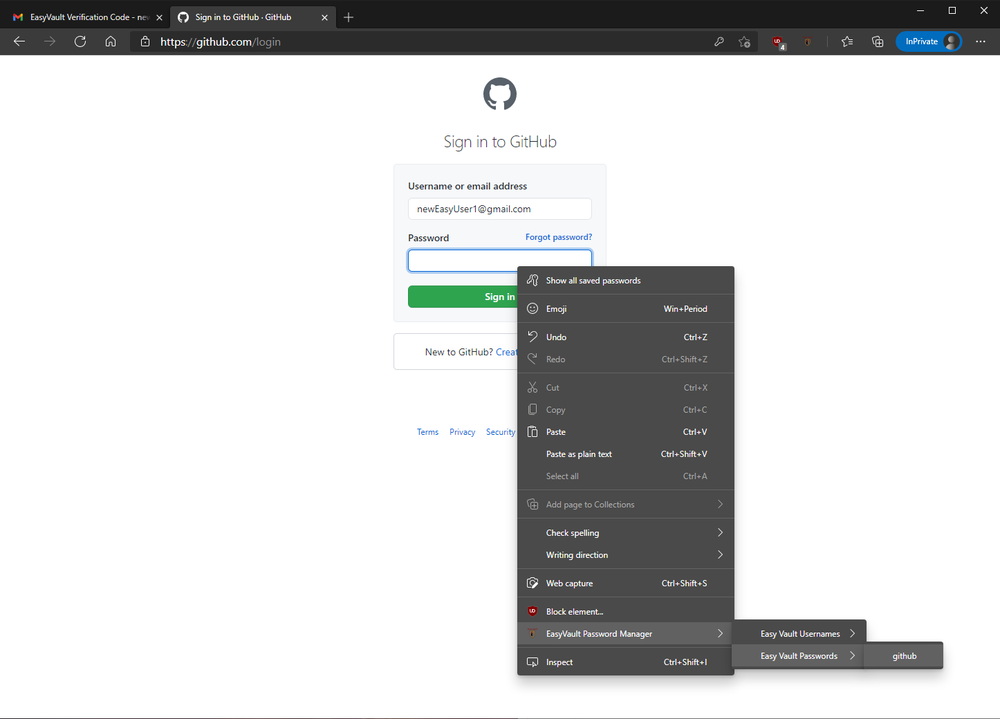 EasyVault Verification Code - new
Sign in to GitHub · GitHub
https://github.com/login
4
InPrivate
Sign in to GitHub
Username or email address
newEasyUser1@gmail.com
Password
Forgot password?
Sign in
New to GitHub? Creat
Terms
Privacy
Security
Show all saved passwords
Emoji Win+Period
Undo Ctrl+Z
Redo Ctrl+Shift+Z
Cut Ctrl+X
Copy Ctrl+C
Paste Ctrl+V
Paste as plain text Ctrl+Shift+V
Select all Ctrl+A
Add page to Collections
Check spelling
Writing direction
Web capture Ctrl+Shift+S
Block element...
EasyVault Password Manager
Inspect Ctrl+Shift+I
Easy Vault Usernames
Easy Vault Passwords
github